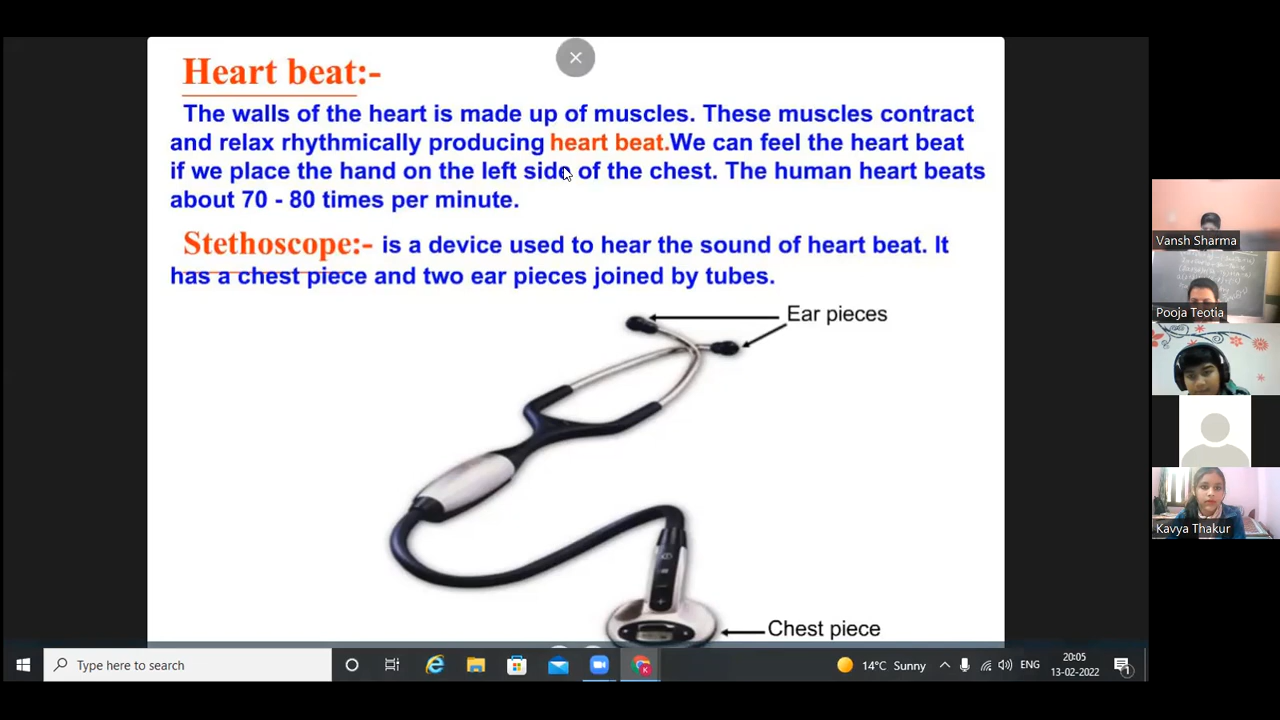 Heart beat:-
The walls of the heart is made up of muscles. These muscles contract
and relax rhythmically producing heart beat.We can feel the heart beat
if we place the hand on the left side of the chest. The human heart beats
about 70 - 80 times per minute.
Stethoscope:- is a device used to hear the sound of heart beat. It
has a chest piece and two ear pieces joined by tubes.
Ear pieces
Chest piece
Vansh Sharma
Pooja Teotia
Kavya Thakur
Type here to search
14°C Sunny
ENG
20:05
13-02-2022
1